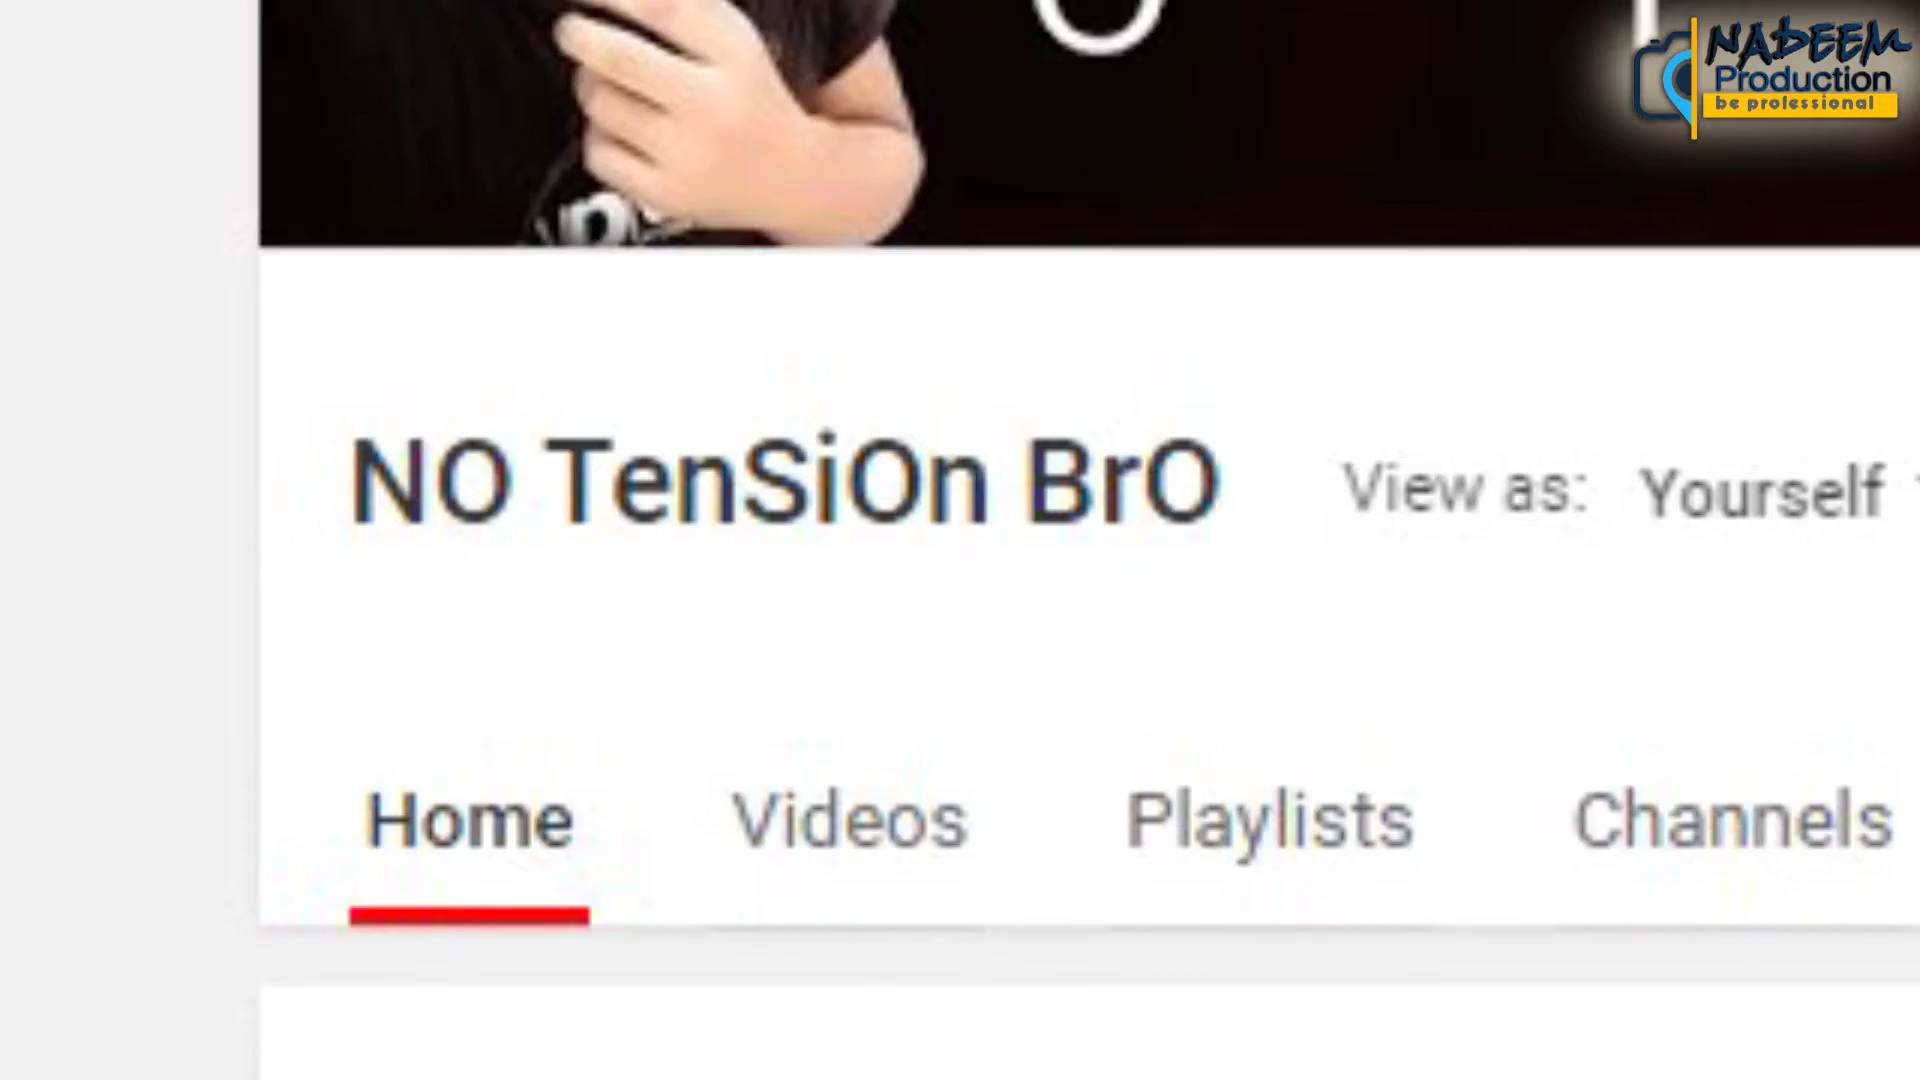 NADEEM
Production
be professional
NO TenSiOn BrO
View as: Yourself
Home Videos Playlists Channels